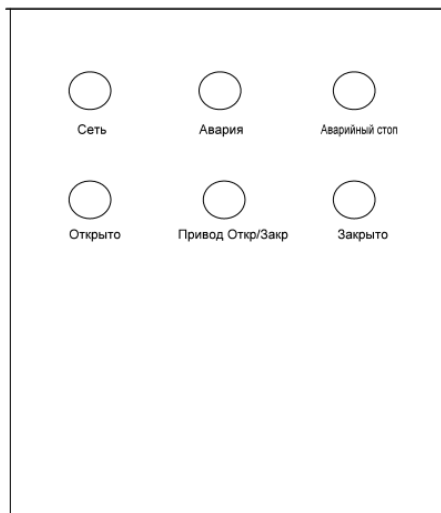 Сеть
Авария
Аварийный стоп
Открыто
Привод Откр/Закр
Закрыто